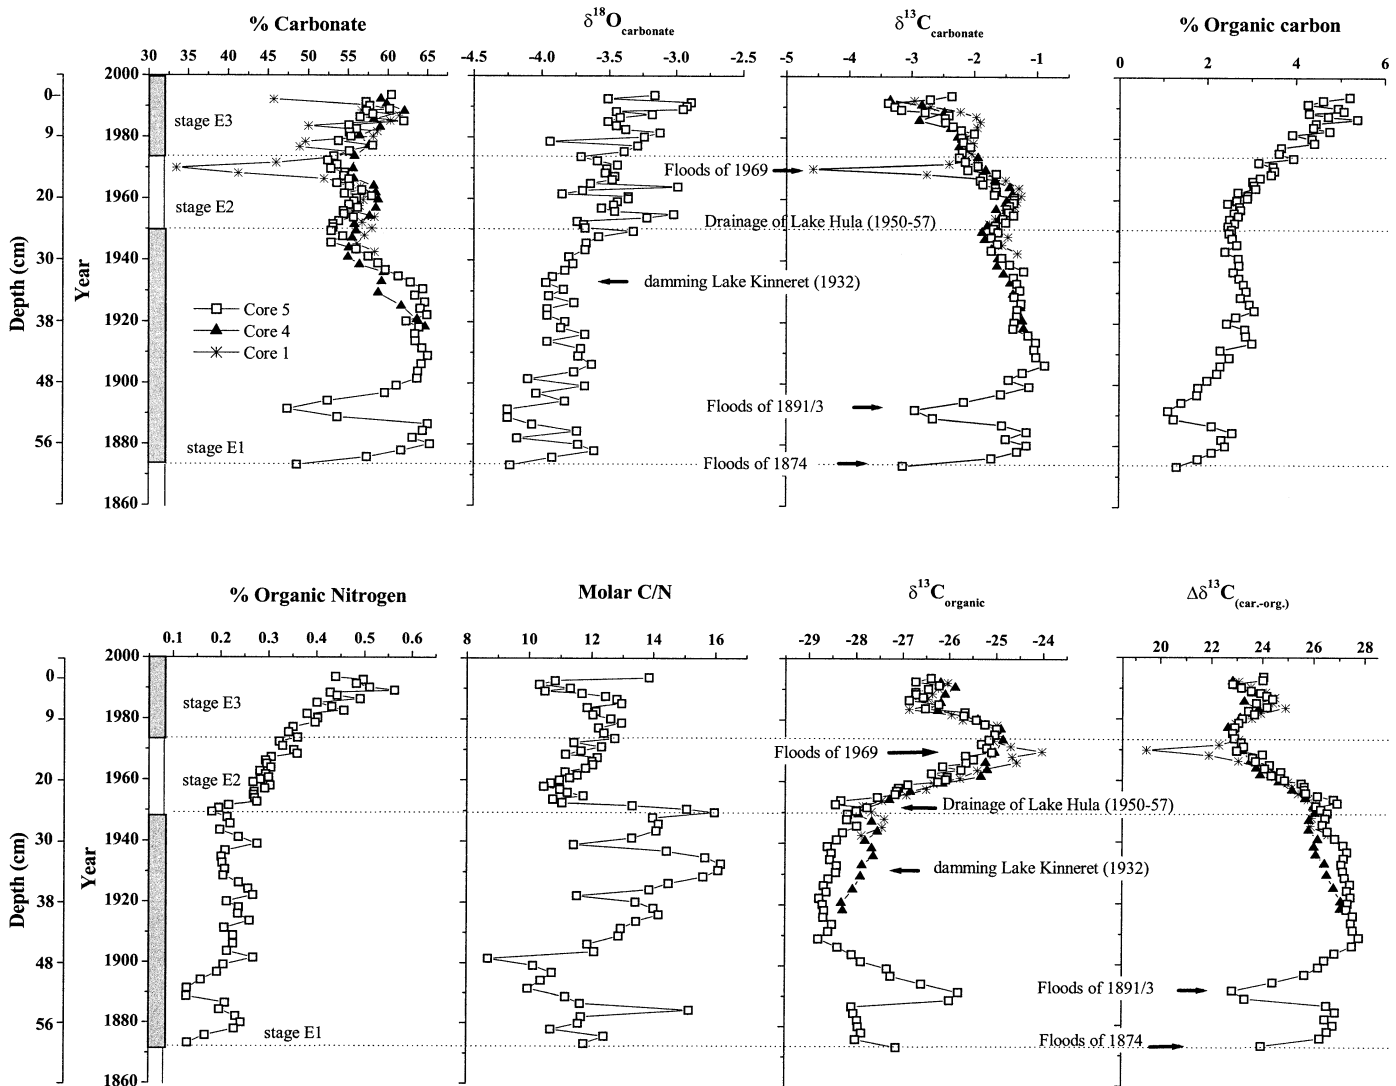 % Carbonate
δ18Ocarbonate
δ13Ccarbonate
% Organic carbon
30 35 40 45 50 55 60 65
-4.5 -4.0 -3.5 -3.0 -2.5
-5 -4 -3 -2 -1
0 2 4 6
Depth (cm)
0
9
20
30
38
48
56
Year
2000
1980
1960
1940
1920
1900
1880
1860
stage E3
stage E2
stage E1
Core 5
Core 4
Core 1
Floods of 1969
Drainage of Lake Hula (1950-57)
damming Lake Kinneret (1932)
Floods of 1891/3
Floods of 1874
% Organic Nitrogen
Molar C/N
δ13Corganic
Δδ13C(car.-org.)
0.1 0.2 0.3 0.4 0.5 0.6
8 10 12 14 16
-29 -28 -27 -26 -25 -24
20 22 24 26 28
Depth (cm)
0
9
20
30
38
48
56
Year
2000
1980
1960
1940
1920
1900
1880
1860
stage E3
stage E2
stage E1
Floods of 1969
Drainage of Lake Hula (1950-57)
damming Lake Kinneret (1932)
Floods of 1891/3
Floods of 1874